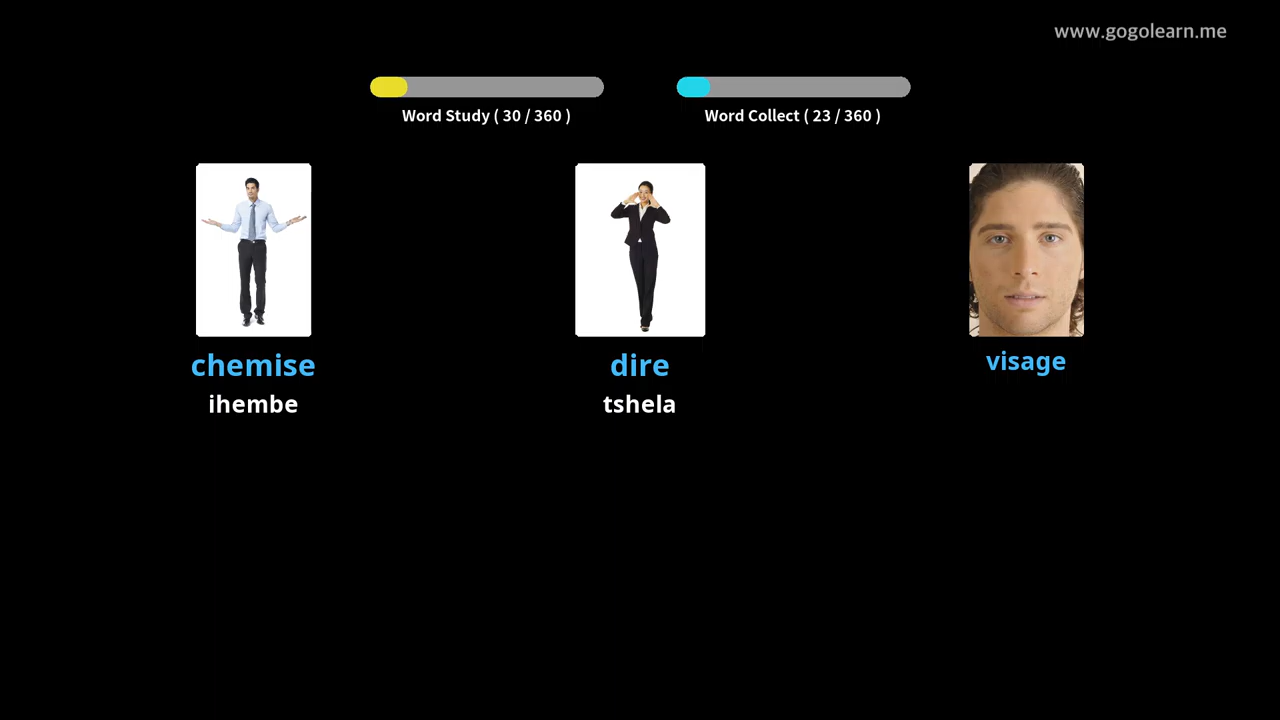 www.gogolearn.me
Word Study ( 30 / 360 )
Word Collect ( 23 / 360 )
chemise
dire
visage
ihembe
tshela